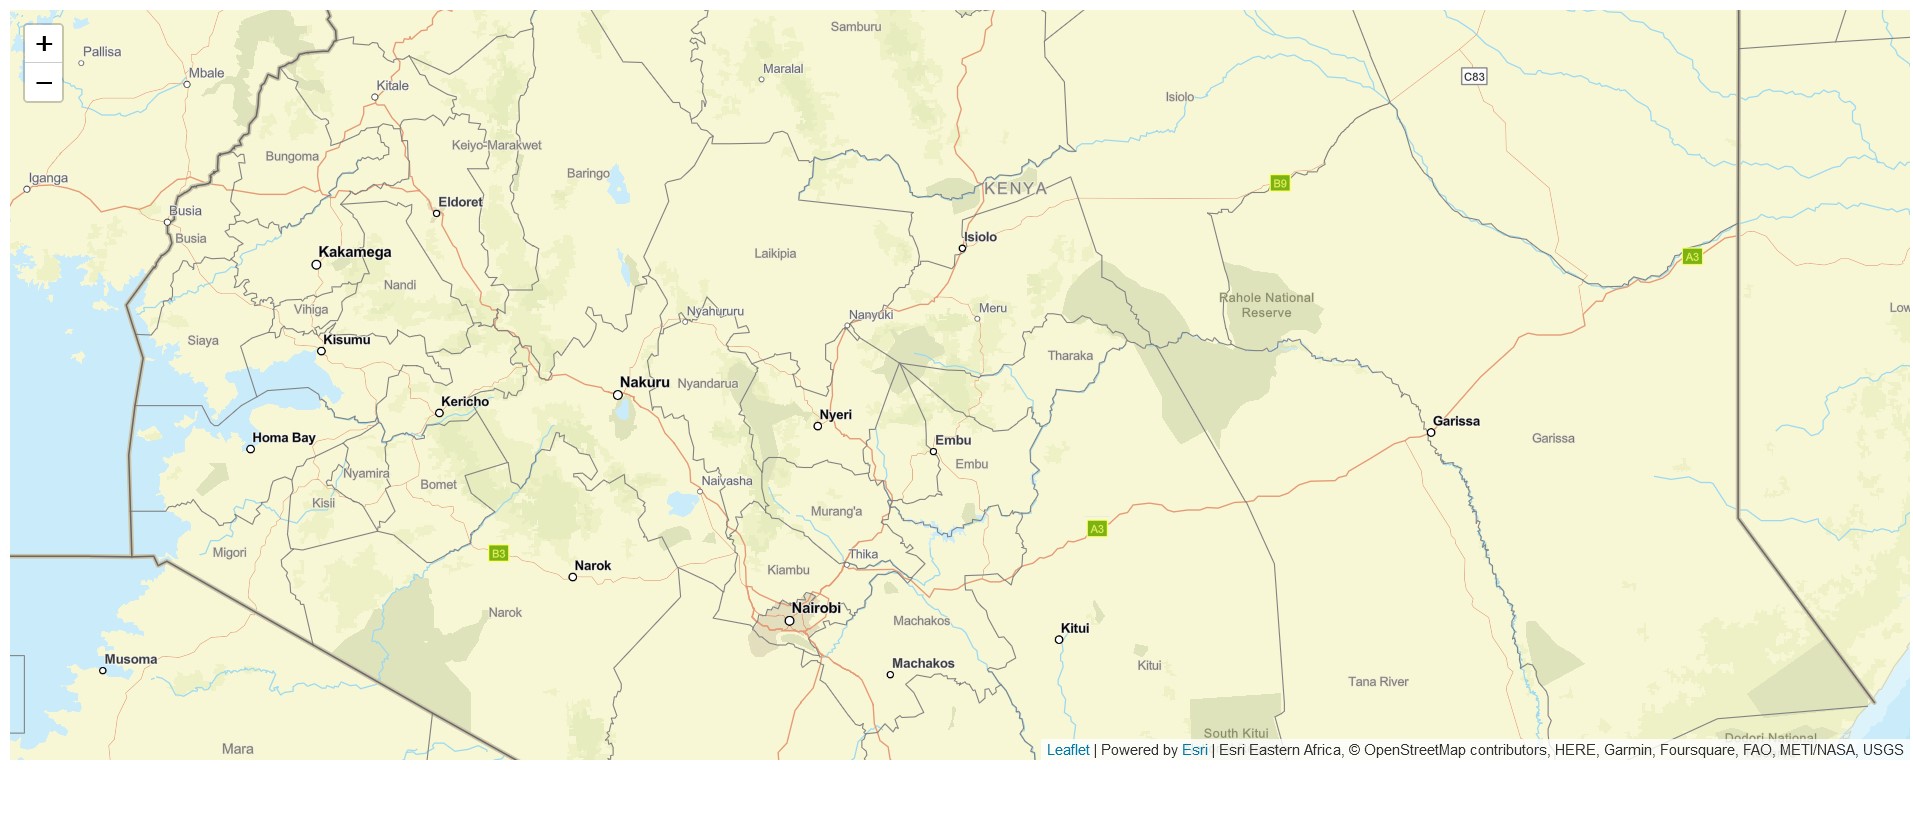 +
−
Samburu
Pallisa
Mbale
Maralal
C83
Kitale
Isiolo
Keiyo-Marakwet
Bungoma
Baringo
Iganga
B9
KENYA
Eldoret
Busia
Busia
Isiolo
Kakamega
Laikipia
A3
Nandi
Rahole National
Reserve
Vihiga
Nyahururu
Nanyuki
Meru
Low
Siaya
Kisumu
Tharaka
Nakuru
Nyandarua
Kericho
Nyeri
Garissa
Homa Bay
Embu
Garissa
Embu
Nyamira
Bomet
Naivasha
Kisii
Murang'a
A3
Migori
B3
Thika
Narok
Kiambu
Narok
Nairobi
Machakos
Kitui
Musoma
Machakos
Kitui
Tana River
South Kitui
Dodori National
Mara
Leaflet | Powered by Esri | Esri Eastern Africa, © OpenStreetMap contributors, HERE, Garmin, Foursquare, FAO, METI/NASA, USGS